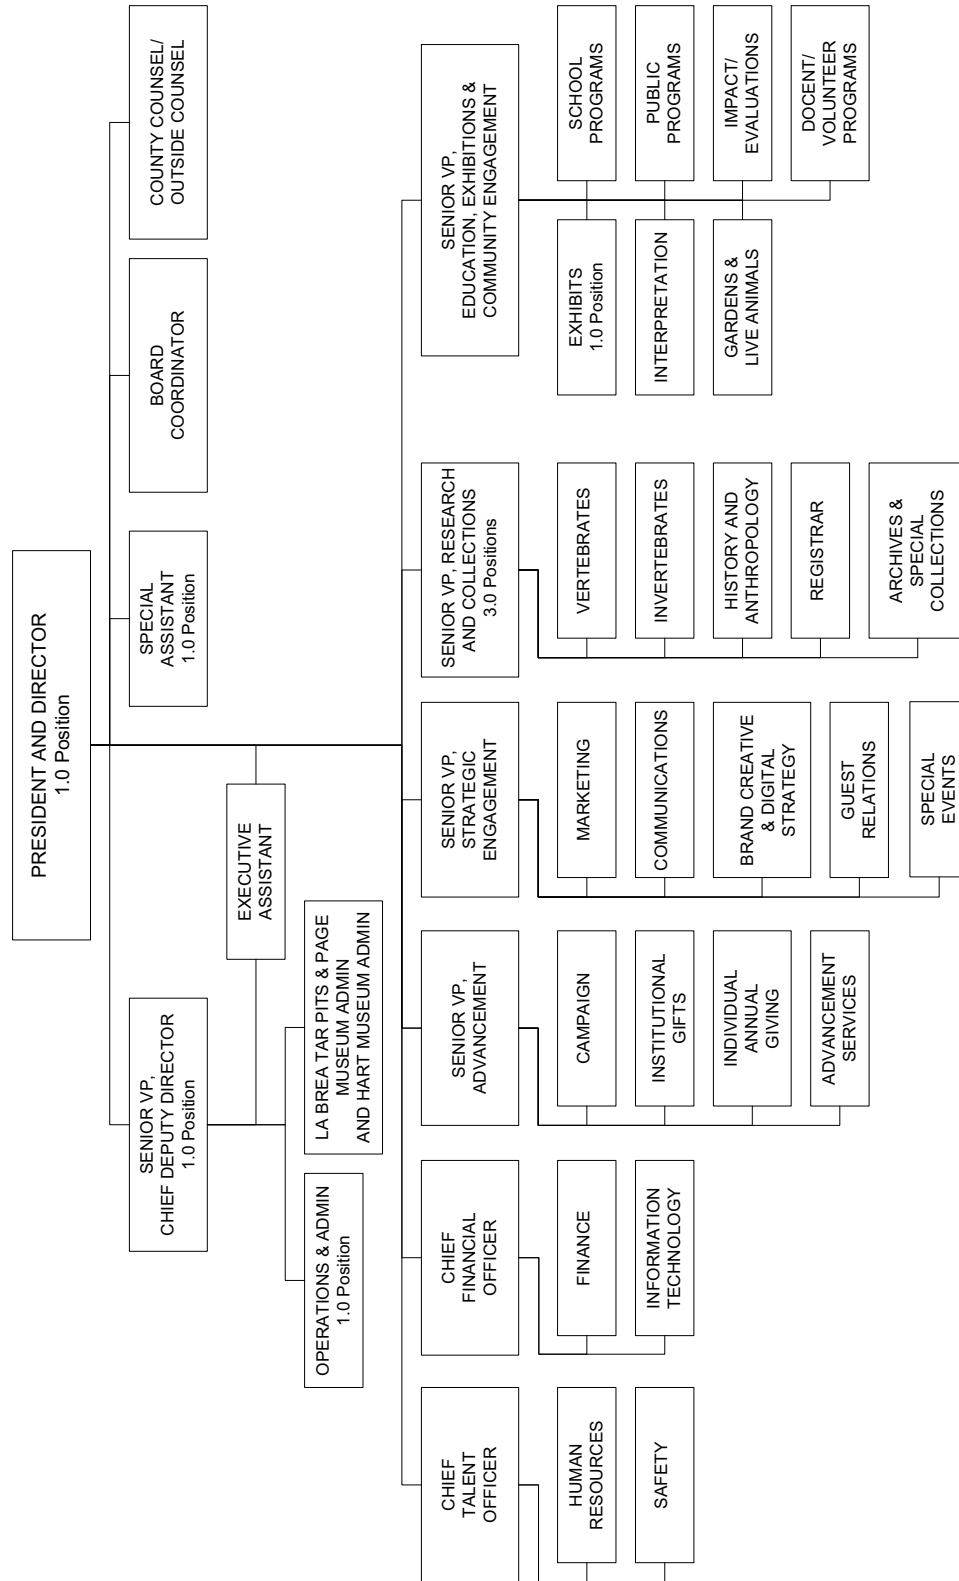 PRESIDENT AND DIRECTOR
1.0 Position
SENIOR VP,
CHIEF DEPUTY DIRECTOR
1.0 Position
SPECIAL
ASSISTANT
1.0 Position
BOARD
COORDINATOR
COUNTY COUNSEL/
OUTSIDE COUNSEL
EXECUTIVE
ASSISTANT
OPERATIONS & ADMIN
1.0 Position
LA BREA TAR PITS & PAGE
MUSEUM ADMIN
AND HART MUSEUM ADMIN
CHIEF
TALENT
OFFICER
HUMAN
RESOURCES
SAFETY
CHIEF
FINANCIAL
OFFICER
FINANCE
INFORMATION
TECHNOLOGY
SENIOR VP,
ADVANCEMENT
CAMPAIGN
INSTITUTIONAL
GIFTS
INDIVIDUAL
ANNUAL
GIVING
ADVANCEMENT
SERVICES
SENIOR VP,
STRATEGIC
ENGAGEMENT
MARKETING
COMMUNICATIONS
BRAND CREATIVE
& DIGITAL
STRATEGY
GUEST
RELATIONS
SPECIAL
EVENTS
SENIOR VP, RESEARCH
AND COLLECTIONS
3.0 Positions
VERTEBRATES
INVERTEBRATES
HISTORY AND
ANTHROPOLOGY
REGISTRAR
ARCHIVES &
SPECIAL
COLLECTIONS
SENIOR VP,
EDUCATION, EXHIBITIONS &
COMMUNITY ENGAGEMENT
EXHIBITS
1.0 Position
SCHOOL
PROGRAMS
INTERPRETATION
PUBLIC
PROGRAMS
GARDENS &
LIVE ANIMALS
IMPACT/
EVALUATIONS
DOCENT/
VOLUNTEER
PROGRAMS